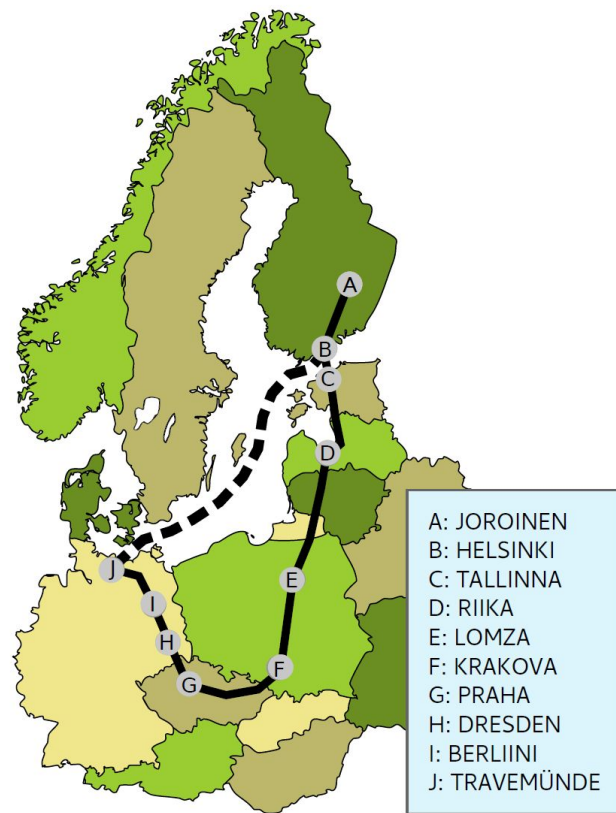 A
B
C
D
E
F
G
H
I
J
A: JOROINEN
B: HELSINKI
C: TALLINNA
D: RIIKA
E: LOMZA
F: KRAKOVA
G: PRAHA
H: DRESDEN
I: BERLIINI
J: TRAVEMÜNDE